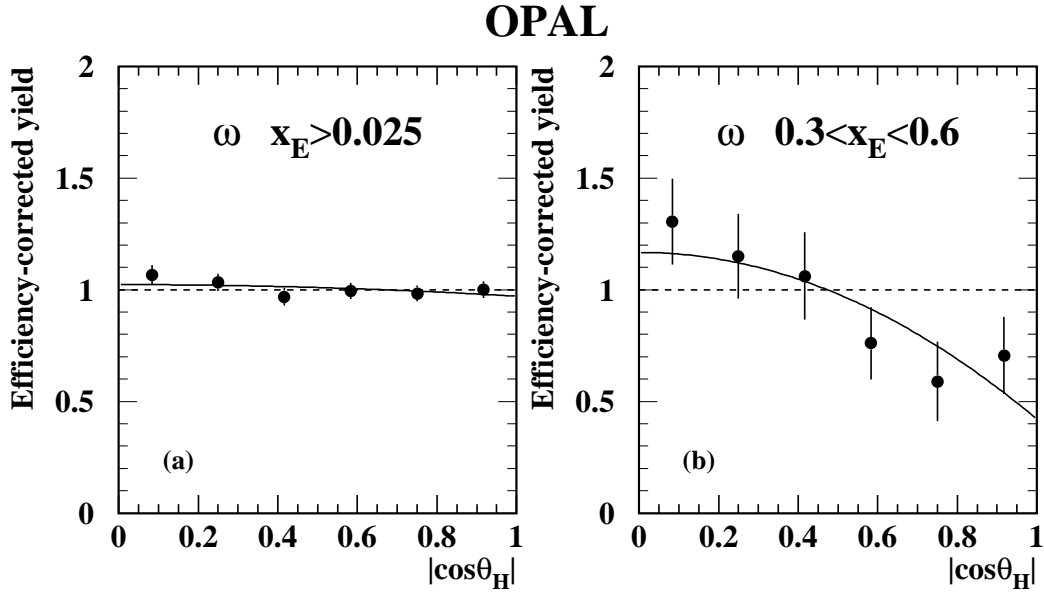 OPAL
Efficiency-corrected yield
2
1.5
1
0.5
0
ω x_E>0.025
(a)
0 0.2 0.4 0.6 0.8 1
|cosθ_H|
Efficiency-corrected yield
2
1.5
1
0.5
0
ω 0.3<x_E<0.6
(b)
0 0.2 0.4 0.6 0.8 1
|cosθ_H|